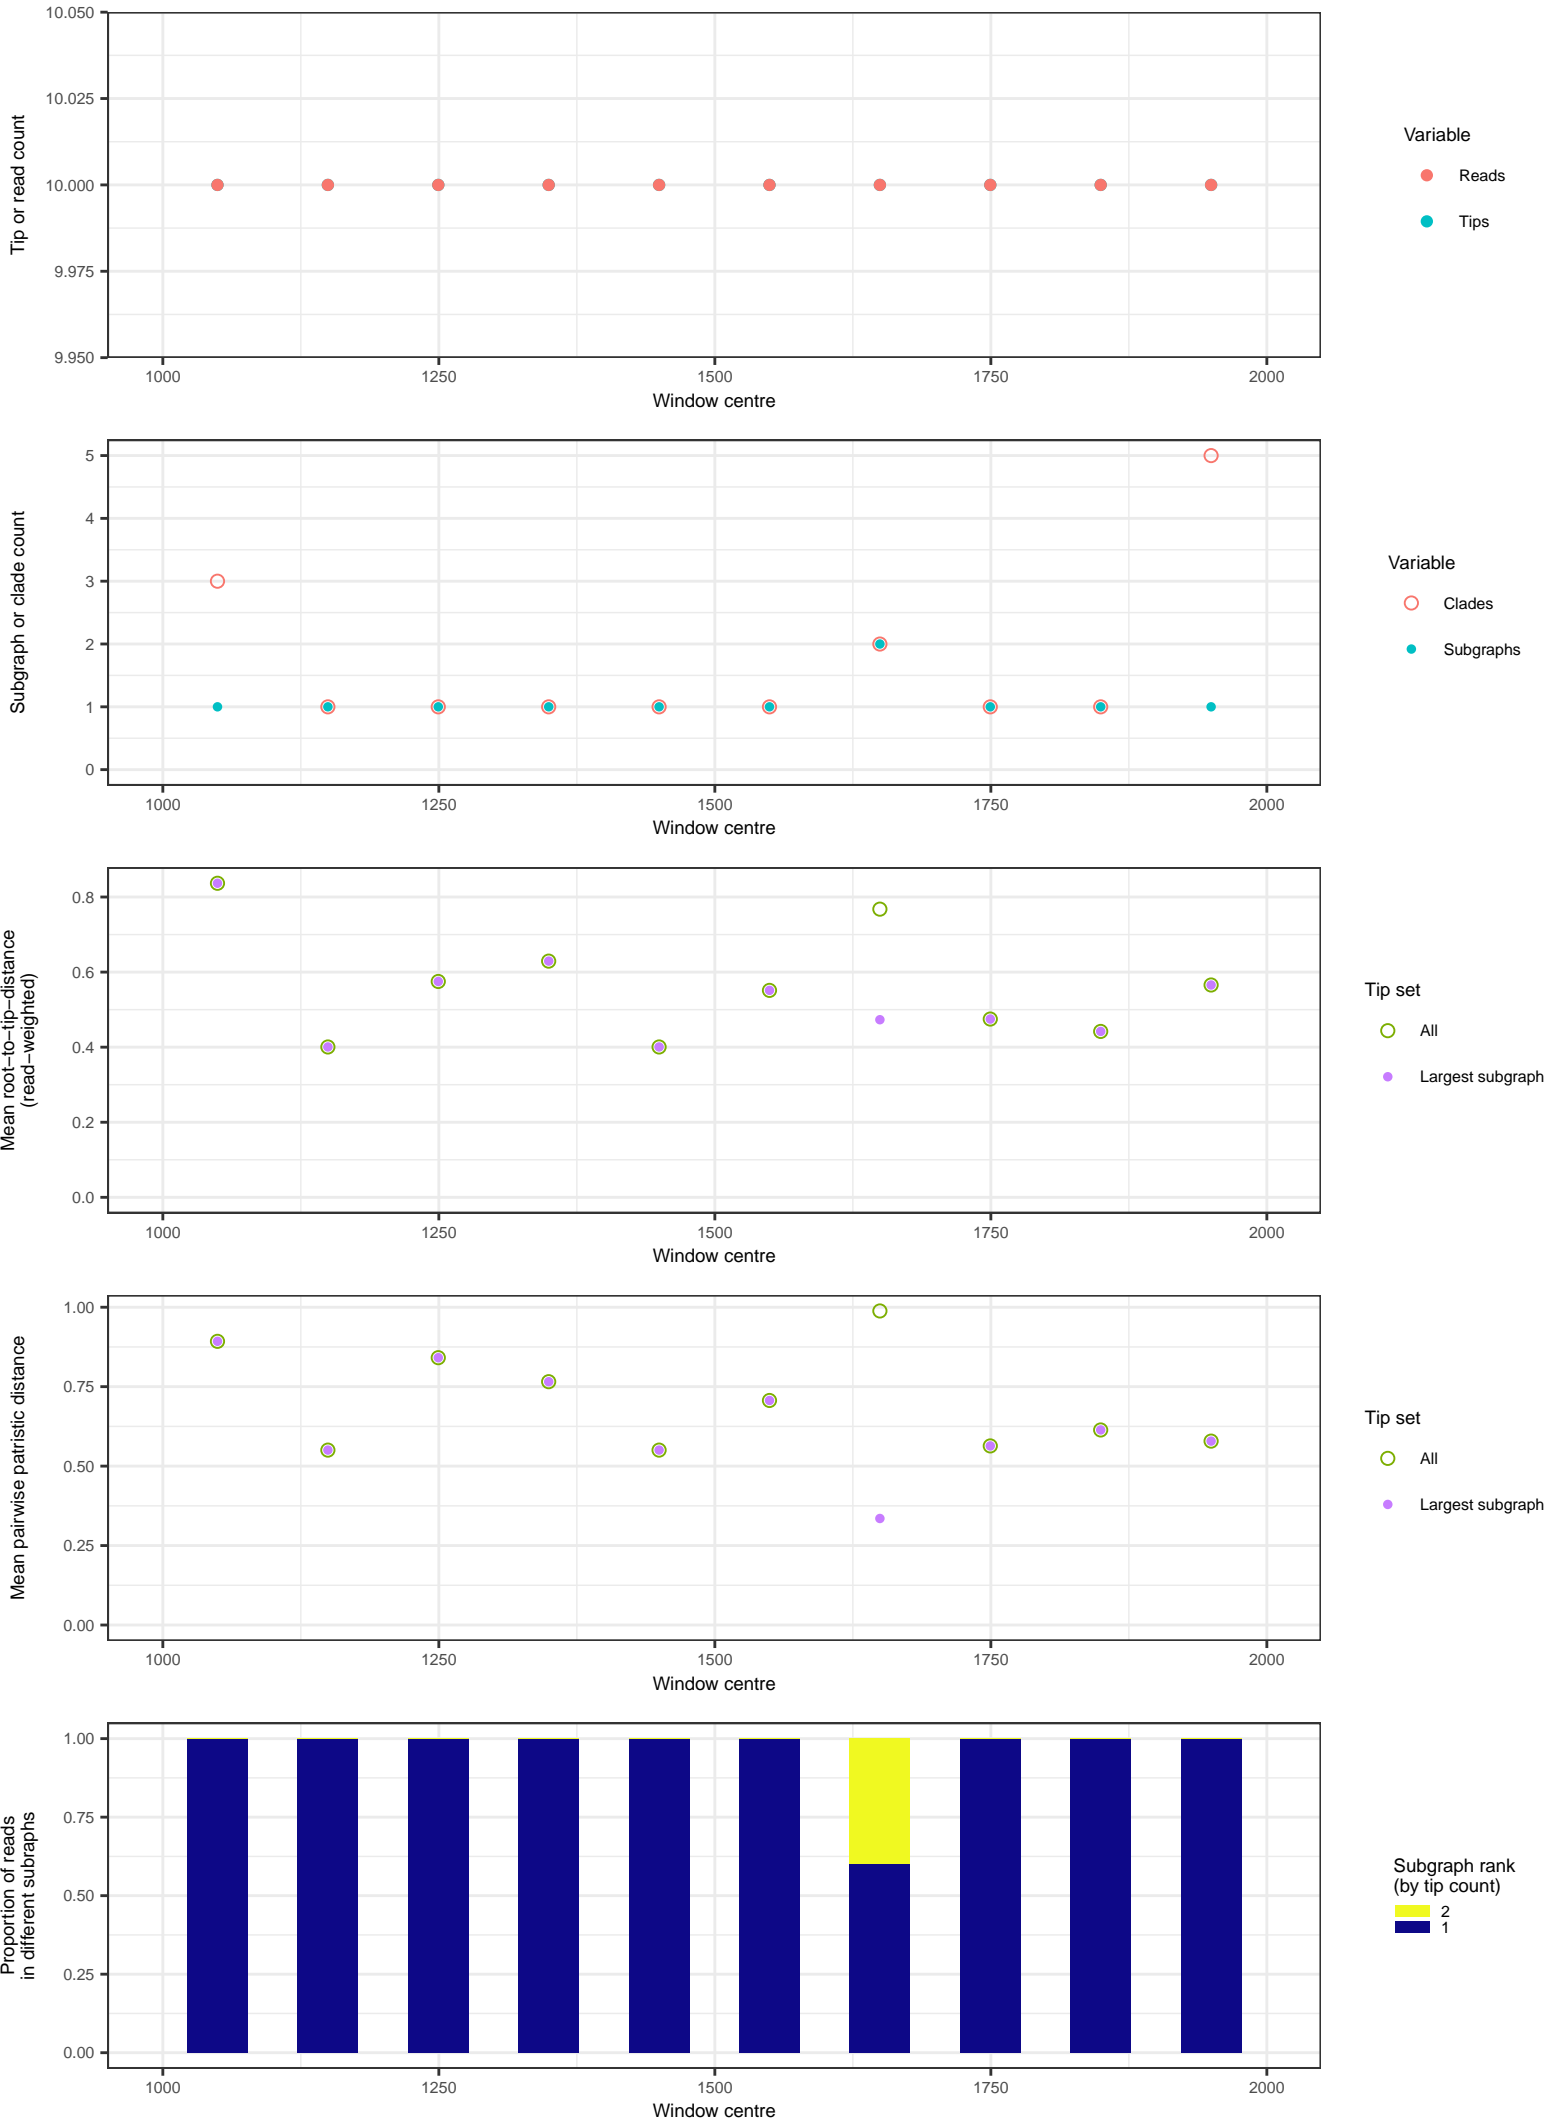 10.050
10.025
10.000
9.975
9.950
Tip or read count
1000 1250 1500 1750 2000
Window centre
Variable
Reads
Tips
5
4
3
2
1
0
Subgraph or clade count
1000 1250 1500 1750 2000
Window centre
Variable
Clades
Subgraphs
0.8
0.6
0.4
0.2
0.0
Mean root−to−tip−distance
(read−weighted)
1000 1250 1500 1750 2000
Window centre
Tip set
All
Largest subgraph
1.00
0.75
0.50
0.25
0.00
Mean pairwise patristic distance
1000 1250 1500 1750 2000
Window centre
Tip set
All
Largest subgraph
1.00
0.75
0.50
0.25
0.00
Proportion of reads
in different subraphs
1000 1250 1500 1750 2000
Window centre
Subgraph rank
(by tip count)
2
1